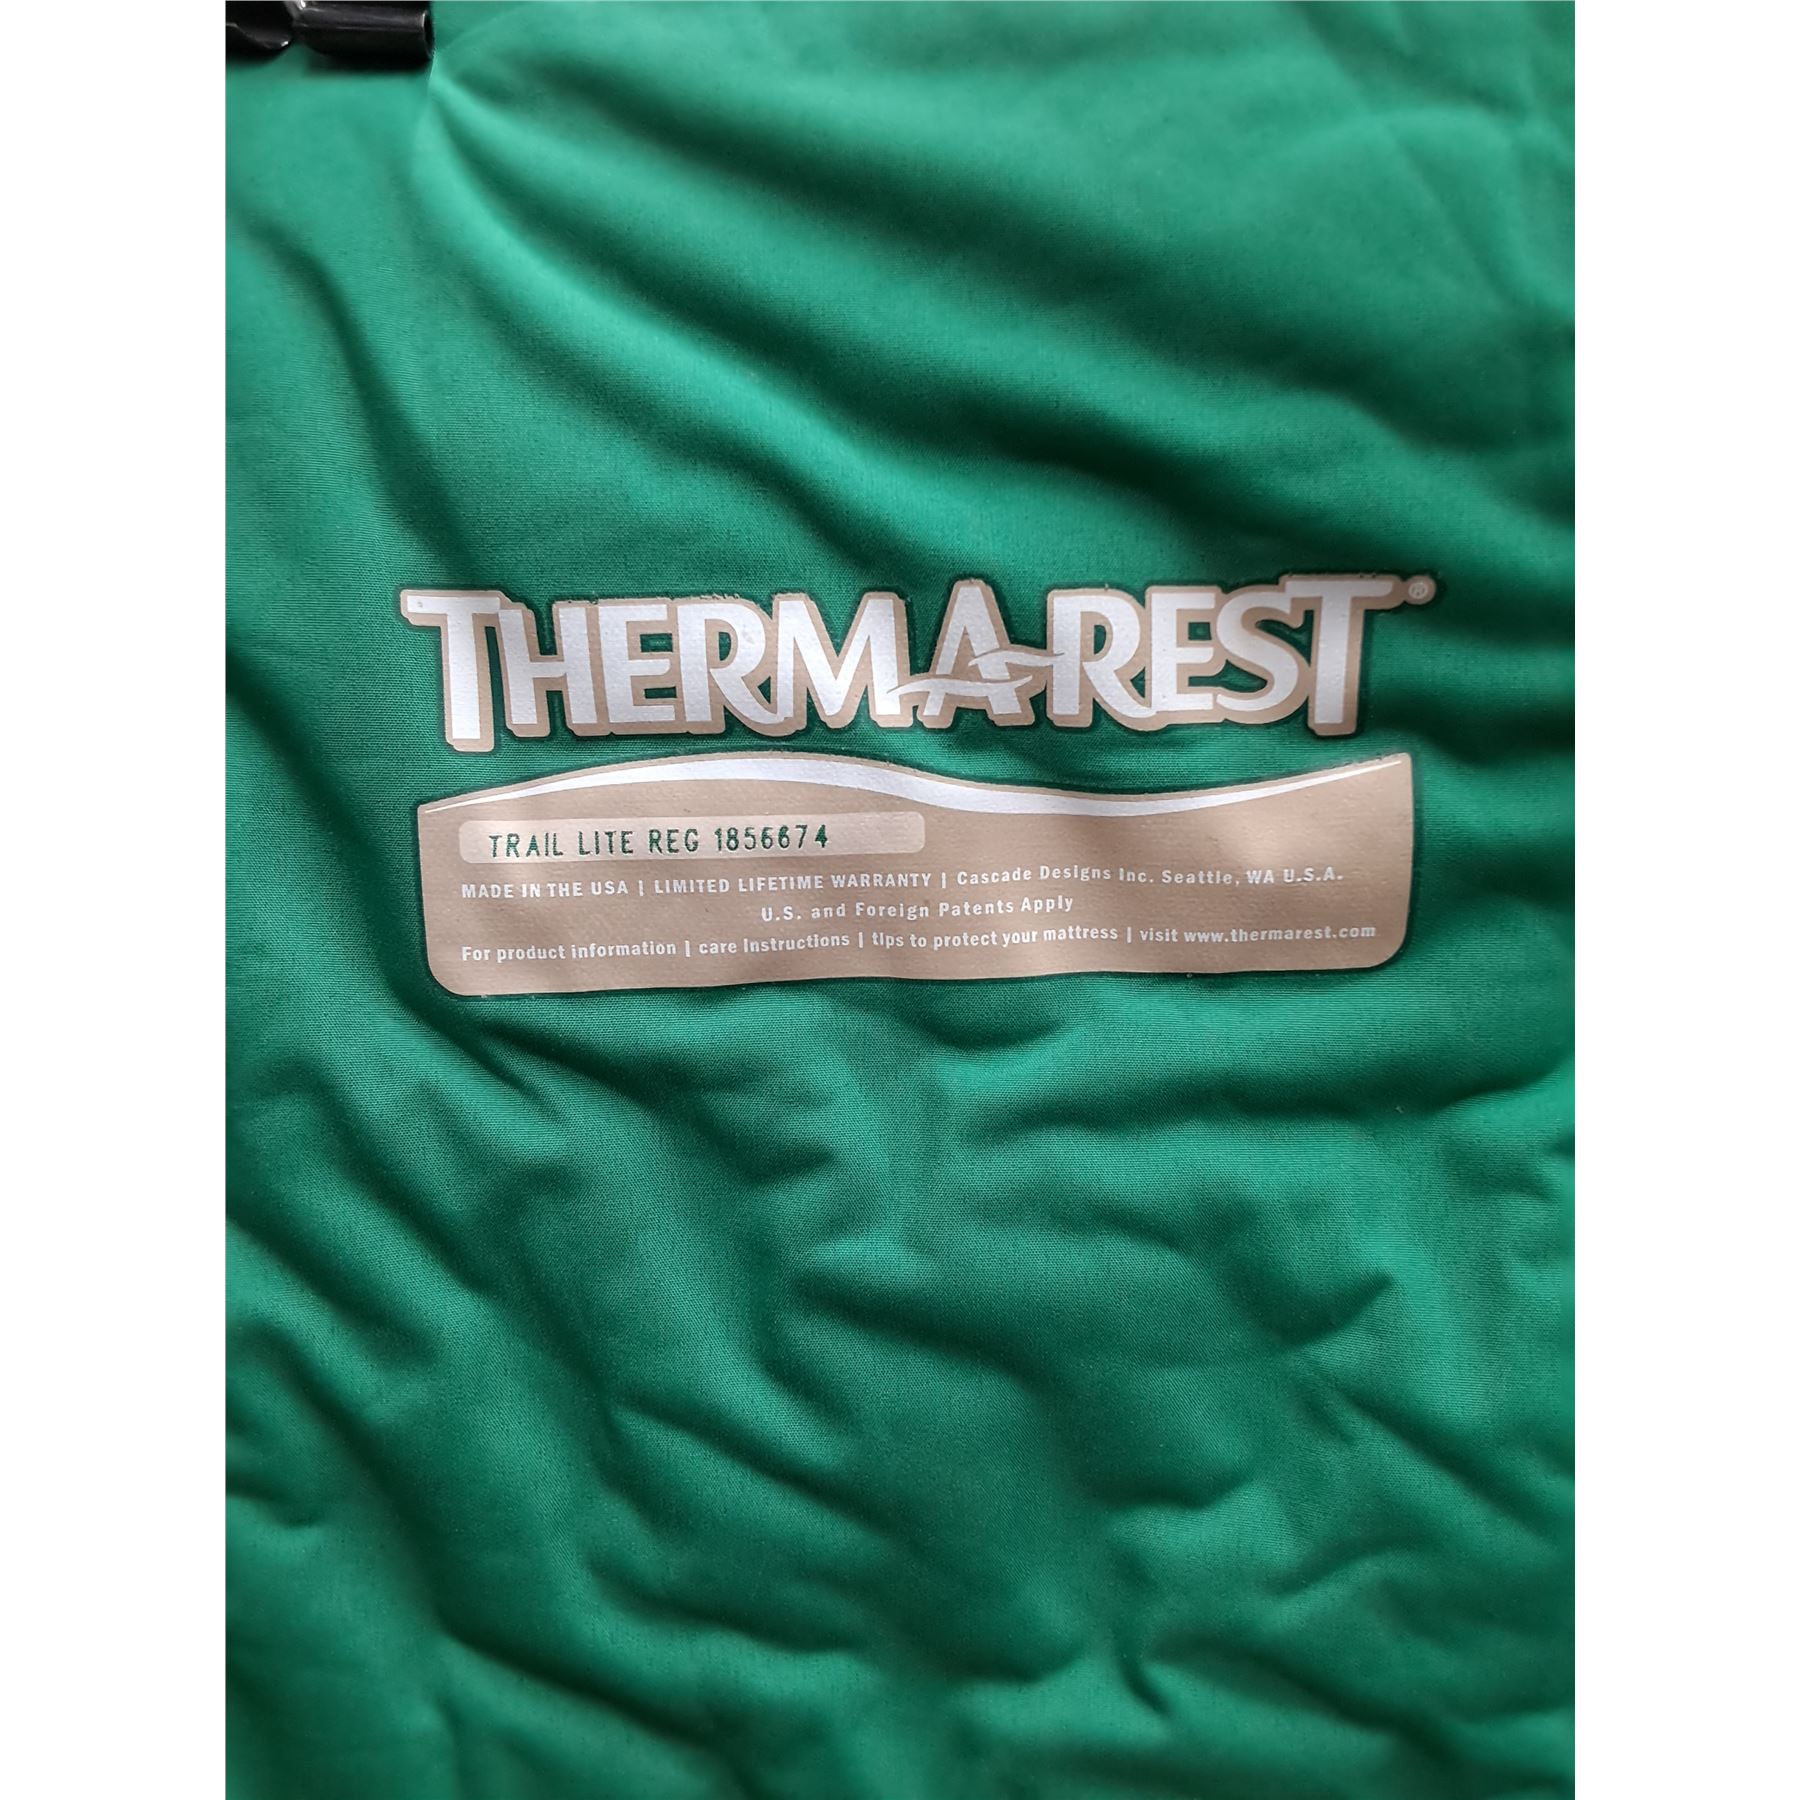 THERM-A-REST®
TRAIL LITE REG 1856674
MADE IN THE USA | LIMITED LIFETIME WARRANTY | Cascade Designs Inc. Seattle, WA U.S.A.
U.S. and Foreign Patents Apply
For product information | care instructions | tips to protect your mattress | visit www.thermarest.com